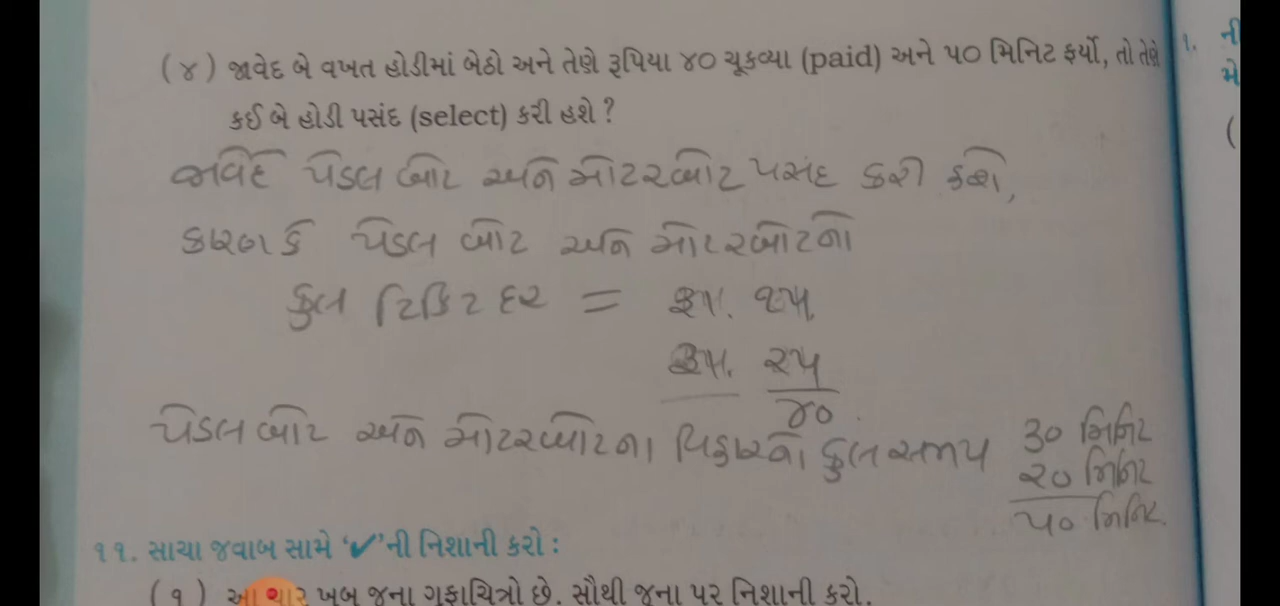 (૪) જાવેદ બે વખત હોડીમાં બેઠો અને તેણે રૂપિયા ૪૦ ચૂકવ્યા (paid) અને ૫૦ મિનિટ ફર્યો, તો તેણે
કઈ બે હોડી પસંદ (select) કરી હશે ?
જાવેદે પેડલ બોટ અને મોટરબોટ પસંદ કરી હશે,
કારણ કે પેડલ બોટ અને મોટરબોટનો
કુલ ટિકિટ દર = રૂપા. ૧૫
રૂપા. ૨૫
૪૦
પેડલ બોટ અને મોટરબોટના વિહારનો કુલ સમય
૩૦ મિનિટ
૨૦ મિનિટ
૫૦ મિનિટ
૧૧. સાચા જવાબ સામે ‘✔’ની નિશાની કરો :
(૧) આ ચાર ખૂબ જૂના ગુફાચિત્રો છે. સૌથી જૂના પર નિશાની કરો.
૧. ની
મે
(